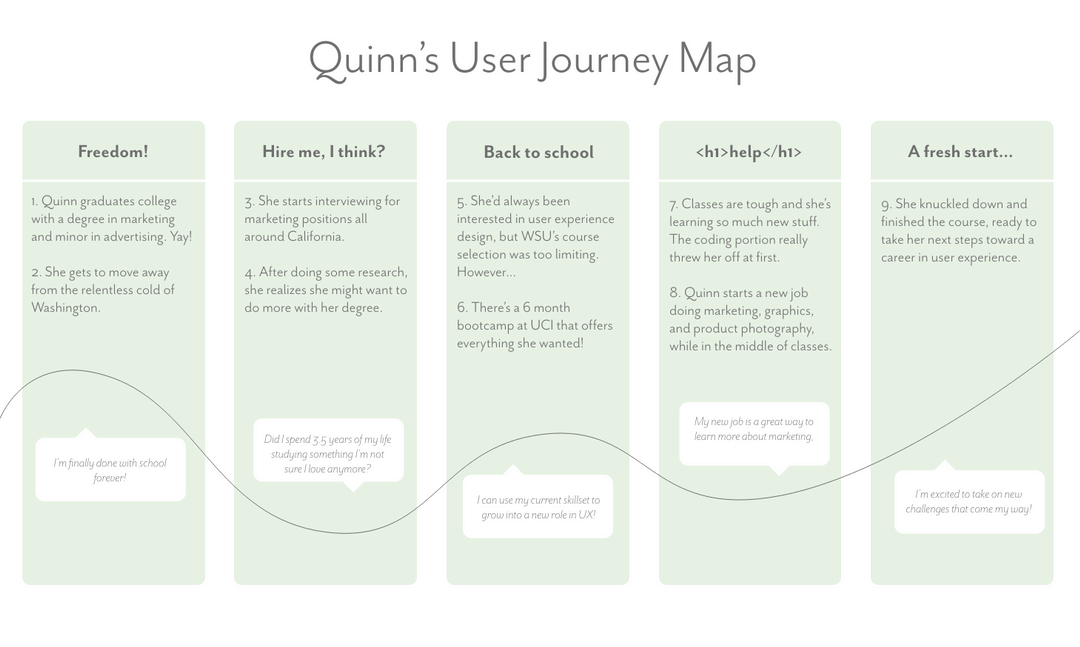 Quinn's User Journey Map
Freedom!
1. Quinn graduates college
with a degree in marketing
and minor in advertising. Yay!
2. She gets to move away
from the relentless cold of
Washington.
I'm finally done with school
forever!
Hire me, I think?
3. She starts interviewing for
marketing positions all
around California.
4. After doing some research,
she realizes she might want to
do more with her degree.
Did I spend 3.5 years of my life
studying something I'm not
sure I love anymore?
Back to school
5. She'd always been
interested in user experience
design, but WSU's course
selection was too limiting.
However...
6. There's a 6 month
bootcamp at UCI that offers
everything she wanted!
I can use my current skillset to
grow into a new role in UX!
<h1>help</h1>
7. Classes are tough and she's
learning so much new stuff.
The coding portion really
threw her off at first.
8. Quinn starts a new job
doing marketing, graphics,
and product photography,
while in the middle of classes.
My new job is a great way to
learn more about marketing.
A fresh start...
9. She knuckled down and
finished the course, ready to
take her next steps toward a
career in user experience.
I'm excited to take on new
challenges that come my way!